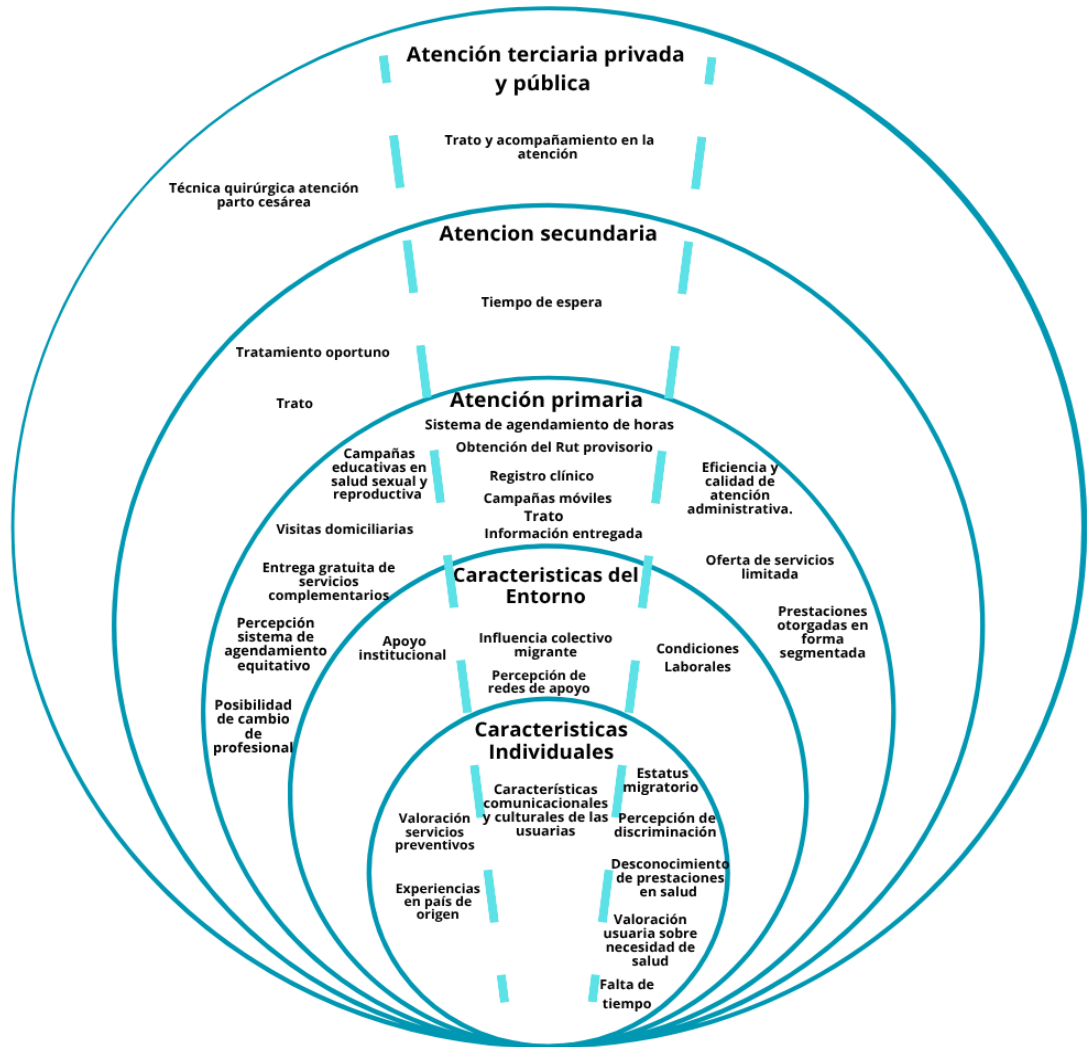 Atención terciaria privada
y pública
Trato y acompañamiento en la
atención
Técnica quirúrgica atención
parto cesárea
Atencion secundaria
Tiempo de espera
Tratamiento oportuno
Trato
Atención primaria
Sistema de agendamiento de horas
Obtención del Rut provisorio
Registro clínico
Campañas móviles
Trato
Información entregada
Campañas
educativas en
salud sexual y
reproductiva
Visitas domiciliarias
Entrega gratuita de
servicios
complementarios
Percepción
sistema de
agendamiento
equitativo
Posibilidad
de cambio
de
profesional
Eficiencia y
calidad de
atención
administrativa.
Oferta de servicios
limitada
Prestaciones
otorgadas en
forma
segmentada
Caracteristicas del
Entorno
Apoyo
institucional
Influencia colectivo
migrante
Percepción de
redes de apoyo
Condiciones
Laborales
Caracteristicas
Individuales
Características
comunicacionales
y culturales de las
usuarias
Valoración
servicios
preventivos
Experiencias
en país de
origen
Estatus
migratorio
Percepción de
discriminación
Desconocimiento
de prestaciones
en salud
Valoración
usuaria sobre
necesidad de
salud
Falta de
tiempo